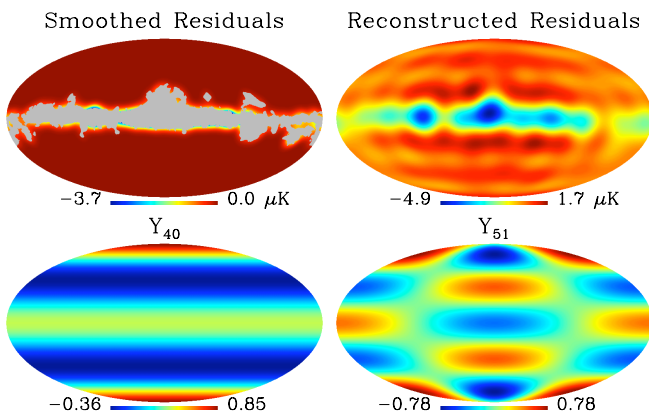 Smoothed Residuals
Reconstructed Residuals
−3.7 0.0 μK
−4.9 1.7 μK
Y40
Y51
−0.36 0.85
−0.78 0.78